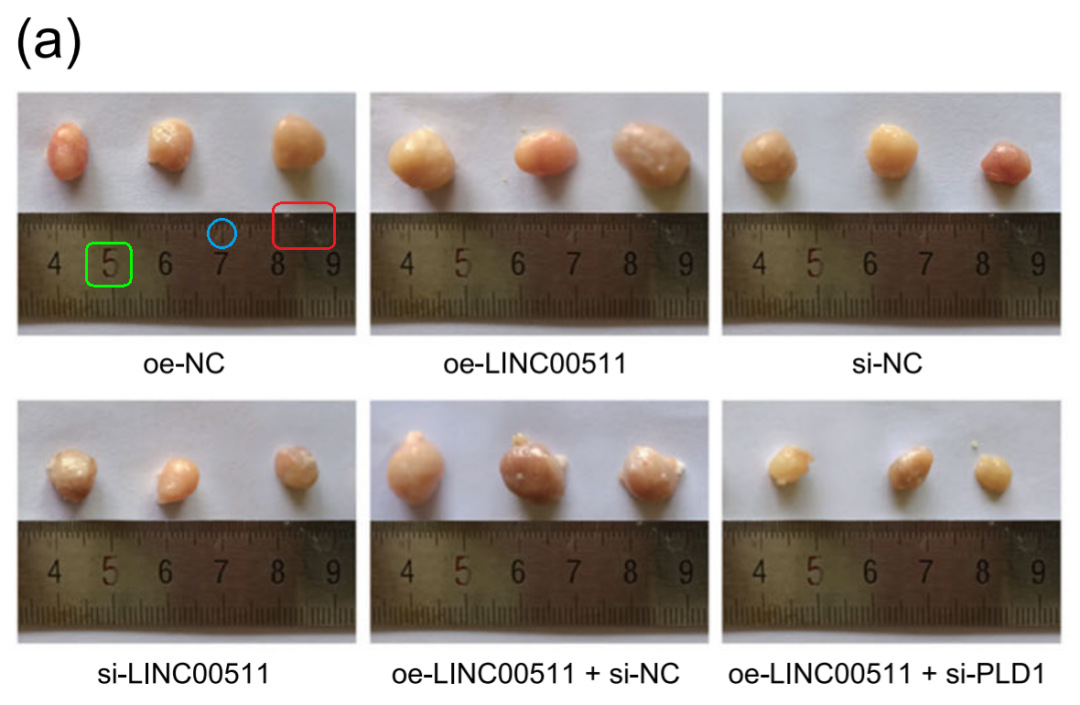 (a)
4 5 6 7 8 9
4 5 6 7 8 9
4 5 6 7 8 9
oe-NC
oe-LINC00511
si-NC
4 5 6 7 8 9
4 5 6 7 8 9
4 5 6 7 8 9
si-LINC00511
oe-LINC00511 + si-NC
oe-LINC00511 + si-PLD1